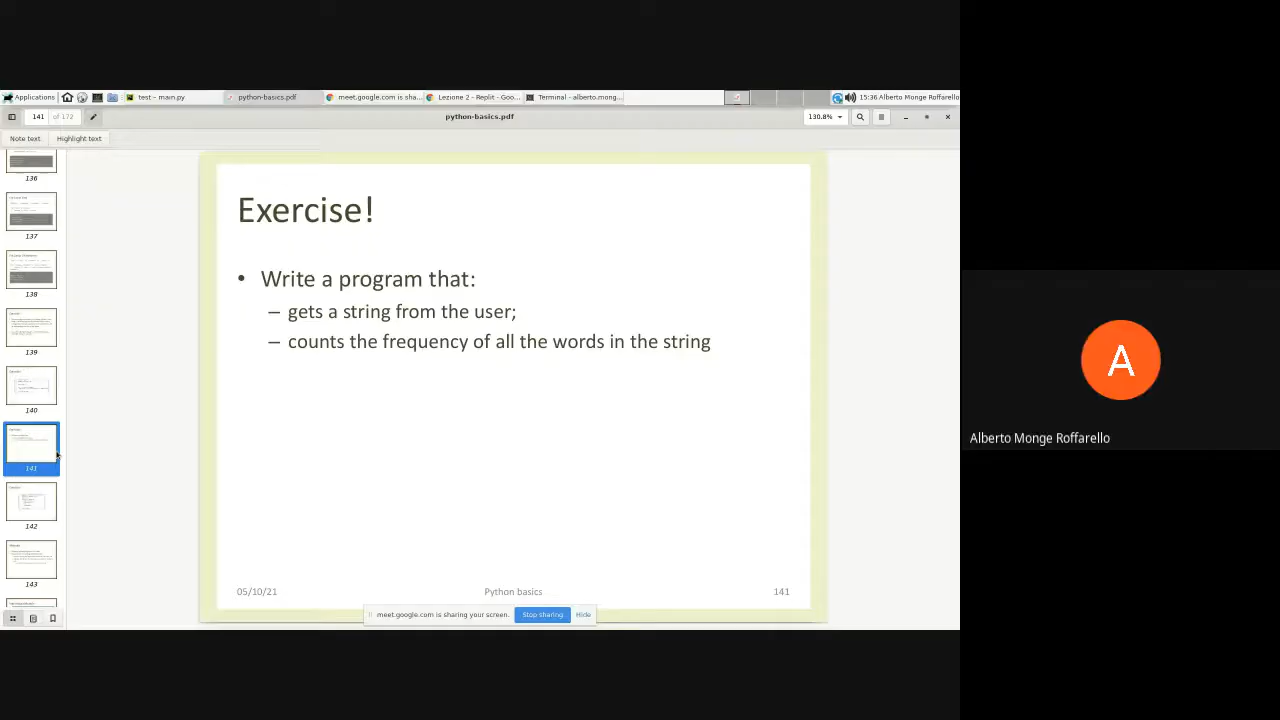 Applications
test – main.py
python-basics.pdf
meet.google.com is sha...
Lezione 2 - Replit - Goo...
Terminal - alberto.mong...
15:36 Alberto Monge Roffarello
141 of 172
python-basics.pdf
130.8%
Note text
Highlight text
136
137
138
139
140
141
142
143
Exercise!
• Write a program that:
– gets a string from the user;
– counts the frequency of all the words in the string
05/10/21
Python basics
141
meet.google.com is sharing your screen.
Stop sharing
Hide
A
Alberto Monge Roffarello